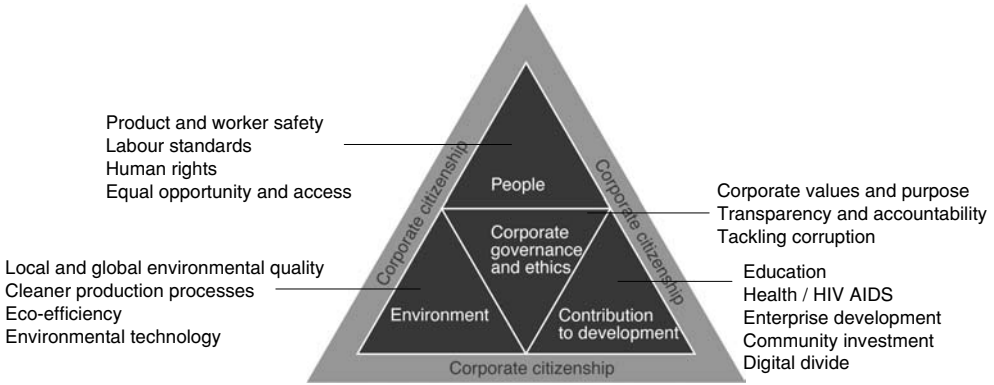 Product and worker safety
Labour standards
Human rights
Equal opportunity and access
Corporate citizenship
Corporate citizenship
People
Corporate values and purpose
Transparency and accountability
Tackling corruption
Corporate
governance
and ethics
Local and global environmental quality
Cleaner production processes
Eco-efficiency
Environmental technology
Environment
Contribution
to development
Education
Health / HIV AIDS
Enterprise development
Community investment
Digital divide
Corporate citizenship